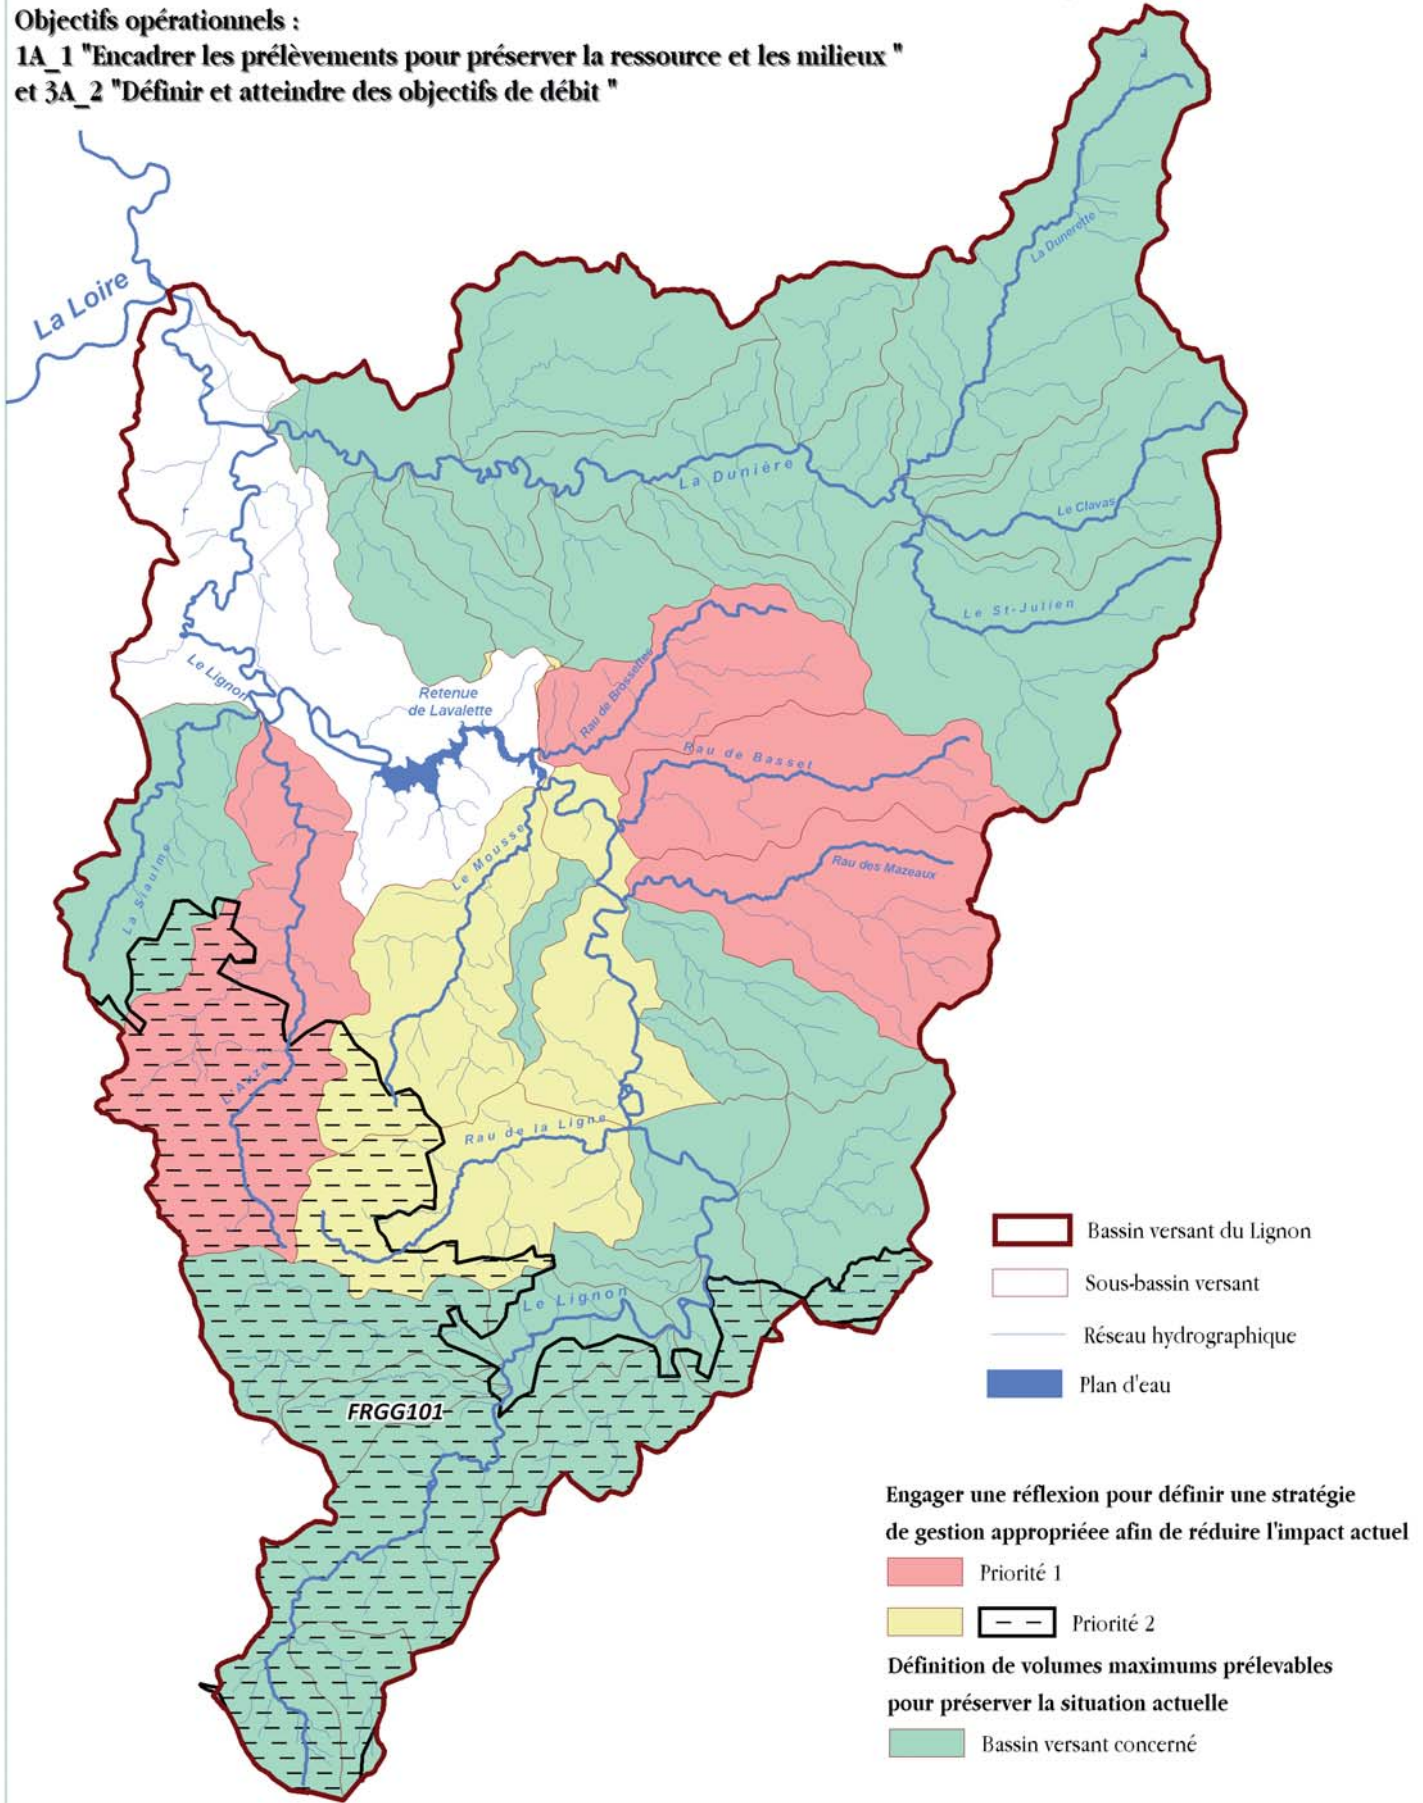 Objectifs opérationnels :
1A_1 "Encadrer les prélèvements pour préserver la ressource et les milieux "
et 3A_2 "Définir et atteindre des objectifs de débit "
La Dunerette
La Loire
La Dunière
Le Clavas
Le St-Julien
Le Lignon
Retenue
de Lavalette
Rau de Brossettes
Rau de Basset
Le Mousse
Rau des Mazeaux
La Siaulme
L'Auze
Rau de la Ligne
Le Lignon
FRGG101
Bassin versant du Lignon
Sous-bassin versant
Réseau hydrographique
Plan d'eau
Engager une réflexion pour définir une stratégie
de gestion appropriéee afin de réduire l'impact actuel
Priorité 1
Priorité 2
Définition de volumes maximums prélevables
pour préserver la situation actuelle
Bassin versant concerné